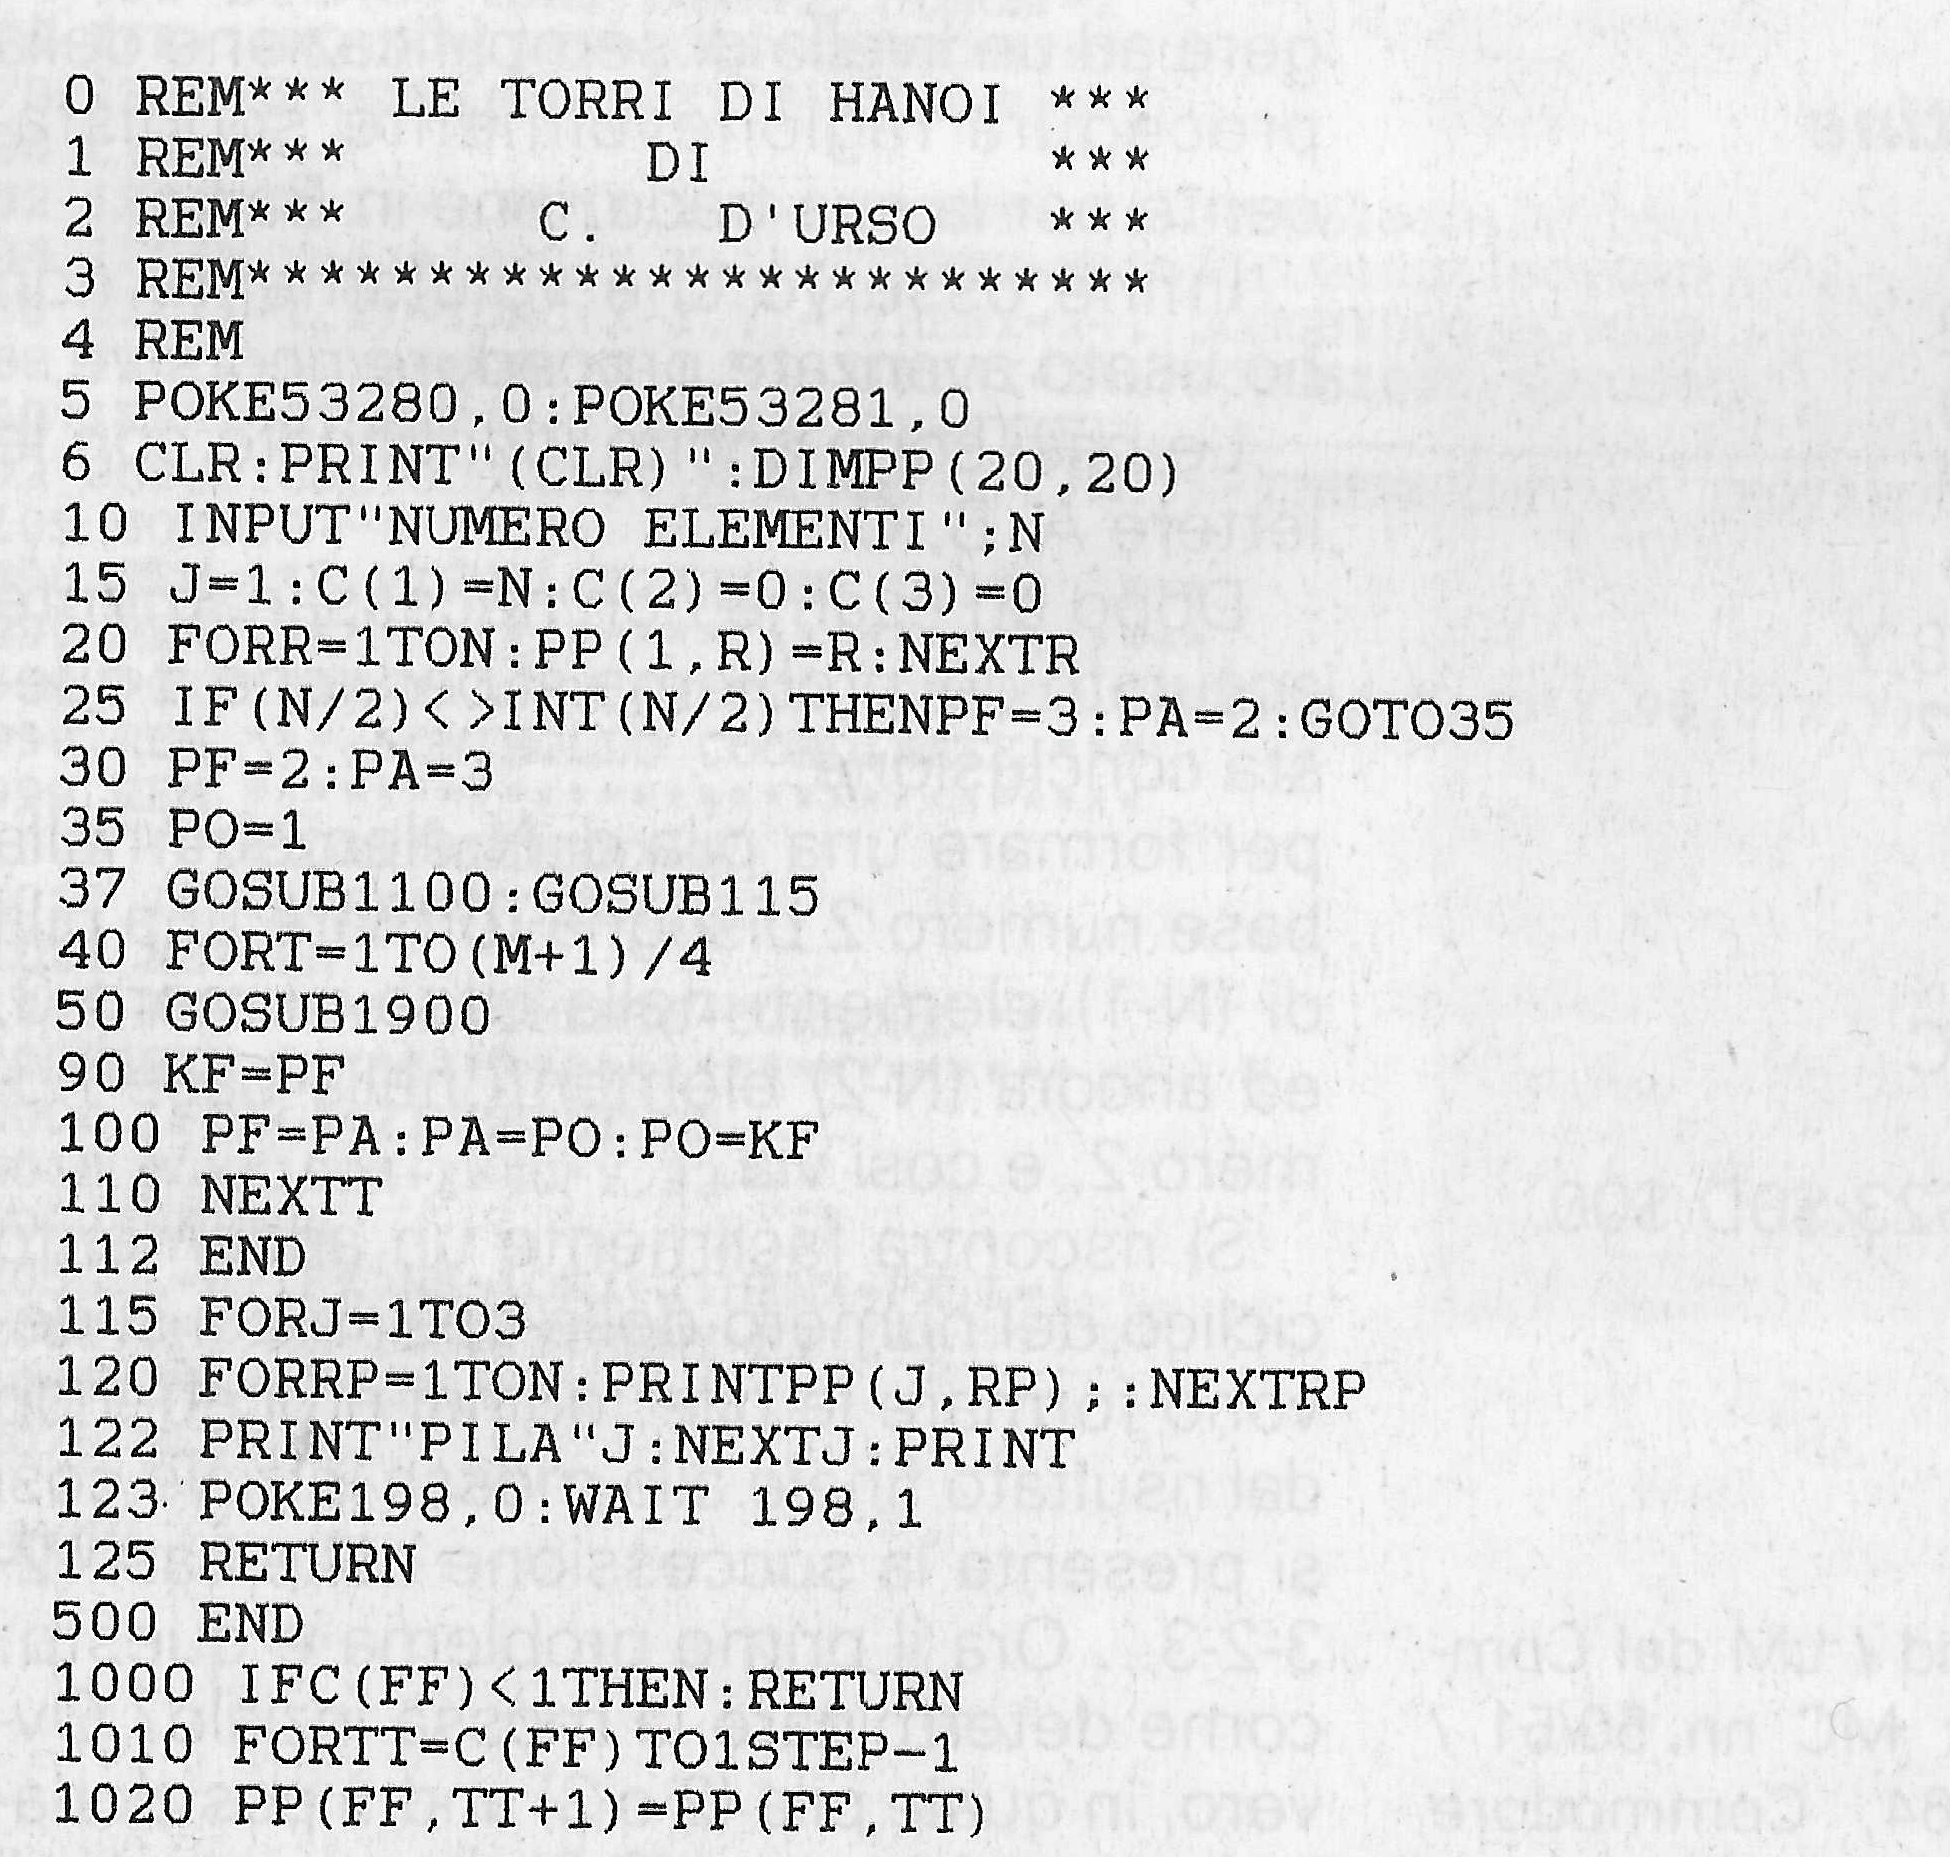 0 REM*** LE TORRI DI HANOI ***
1 REM***        DI         ***
2 REM***     C.   D'URSO   ***
3 REM*************************
4 REM
5 POKE53280,0:POKE53281,0
6 CLR:PRINT"(CLR)":DIMPP(20,20)
10 INPUT"NUMERO ELEMENTI";N
15 J=1:C(1)=N:C(2)=0:C(3)=0
20 FORR=1TON:PP(1,R)=R:NEXTR
25 IF(N/2)<>INT(N/2)THENPF=3:PA=2:GOTO35
30 PF=2:PA=3
35 PO=1
37 GOSUB1100:GOSUB115
40 FORT=1TO(M+1)/4
50 GOSUB1900
90 KF=PF
100 PF=PA:PA=PO:PO=KF
110 NEXTT
112 END
115 FORJ=1TO3
120 FORRP=1TON:PRINTPP(J,RP);:NEXTRP
122 PRINT"PILA"J:NEXTJ:PRINT
123 POKE198,0:WAIT 198,1
125 RETURN
500 END
1000 IFC(FF)<1THEN:RETURN
1010 FORTT=C(FF)TO1STEP-1
1020 PP(FF,TT+1)=PP(FF,TT)